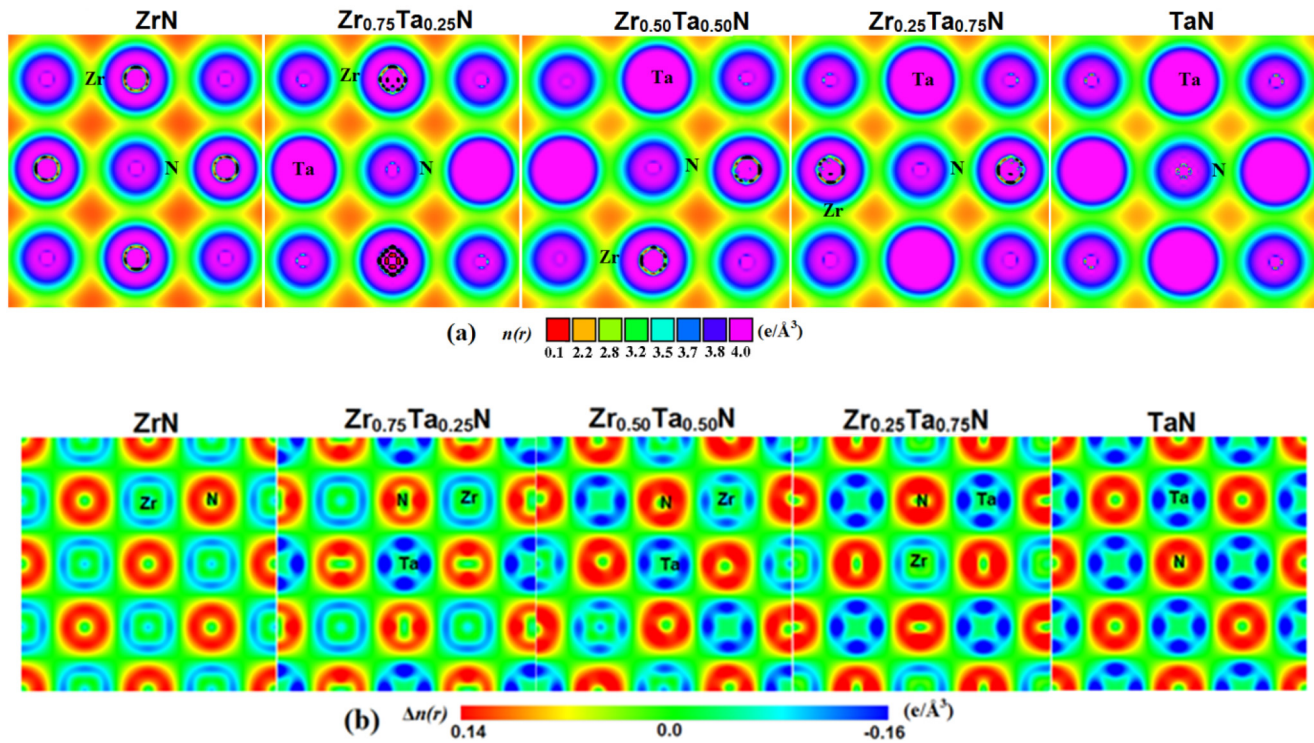 ZrN Zr0.75Ta0.25N Zr0.50Ta0.50N Zr0.25Ta0.75N TaN
Zr Zr Ta Ta Ta
Ta N N N N N
Zr
Zr
(a) n(r) (e/Å³)
0.1 2.2 2.8 3.2 3.5 3.7 3.8 4.0
ZrN Zr0.75Ta0.25N Zr0.50Ta0.50N Zr0.25Ta0.75N TaN
Zr N N Zr N Zr N Ta Ta
Ta Ta Zr N
(b) Δn(r) (e/Å³)
0.14 0.0 -0.16